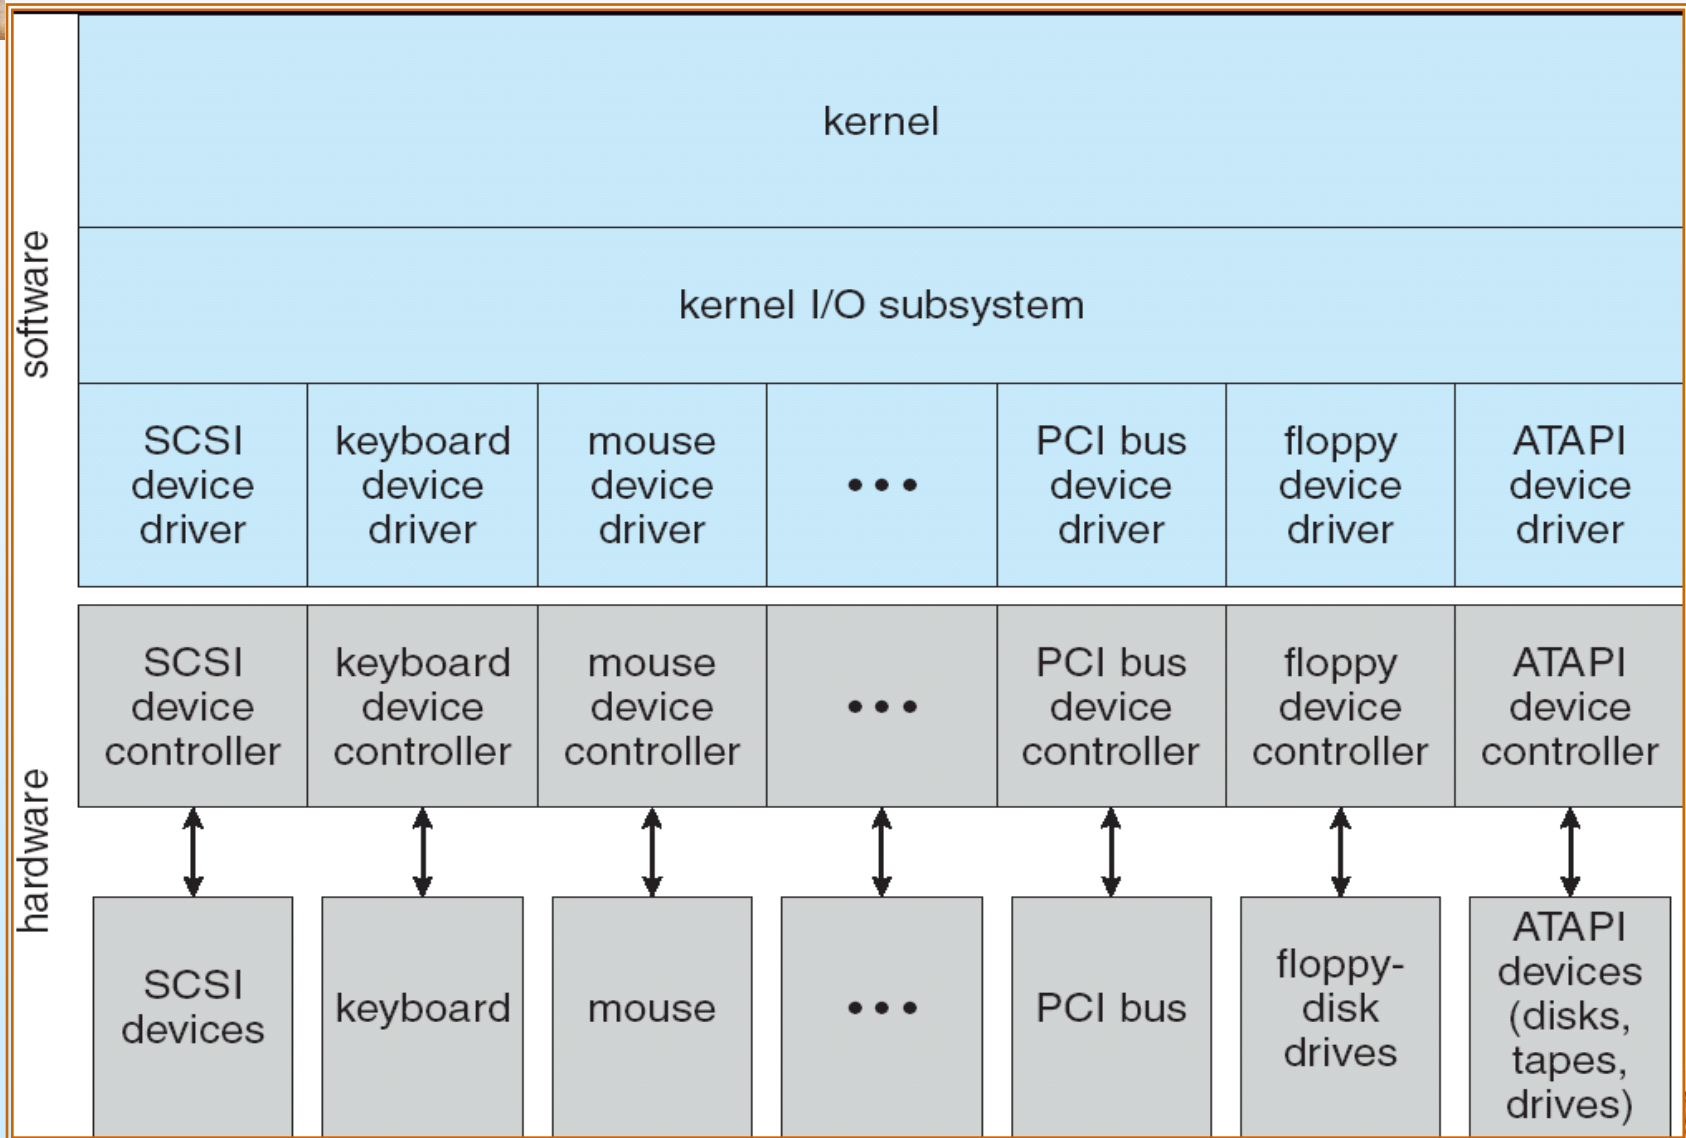 software
kernel
kernel I/O subsystem
SCSI
device
driver
keyboard
device
driver
mouse
device
driver
•••
PCI bus
device
driver
floppy
device
driver
ATAPI
device
driver
hardware
SCSI
device
controller
keyboard
device
controller
mouse
device
controller
•••
PCI bus
device
controller
floppy
device
controller
ATAPI
device
controller
SCSI
devices
keyboard
mouse
•••
PCI bus
floppy-
disk
drives
ATAPI
devices
(disks,
tapes,
drives)